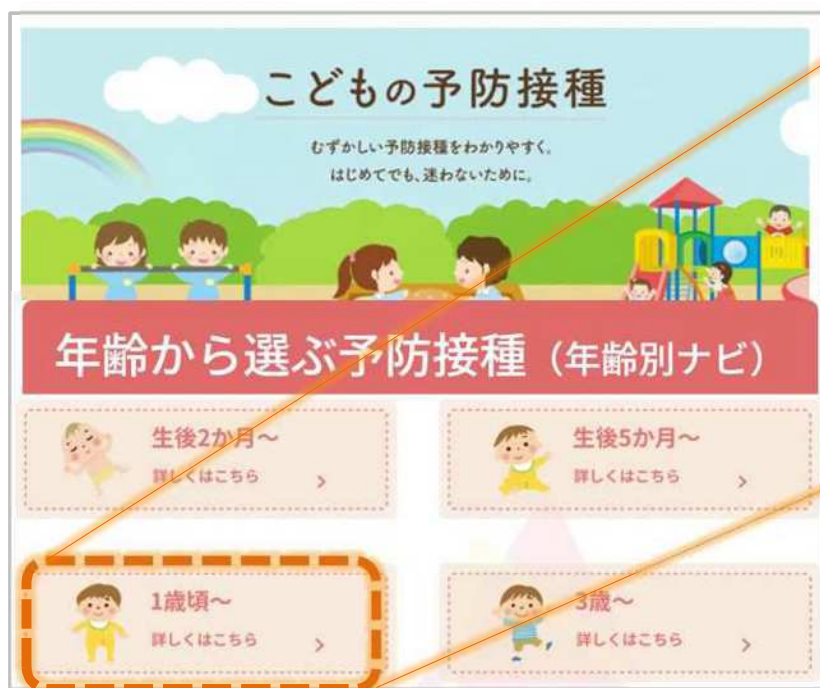 こどもの予防接種
むずかしい予防接種をわかりやすく。
はじめてでも、迷わないために。
年齢から選ぶ予防接種（年齢別ナビ）
生後2か月～
詳しくはこちら
生後5か月～
詳しくはこちら
1歳頃～
詳しくはこちら
3歳～
詳しくはこちら